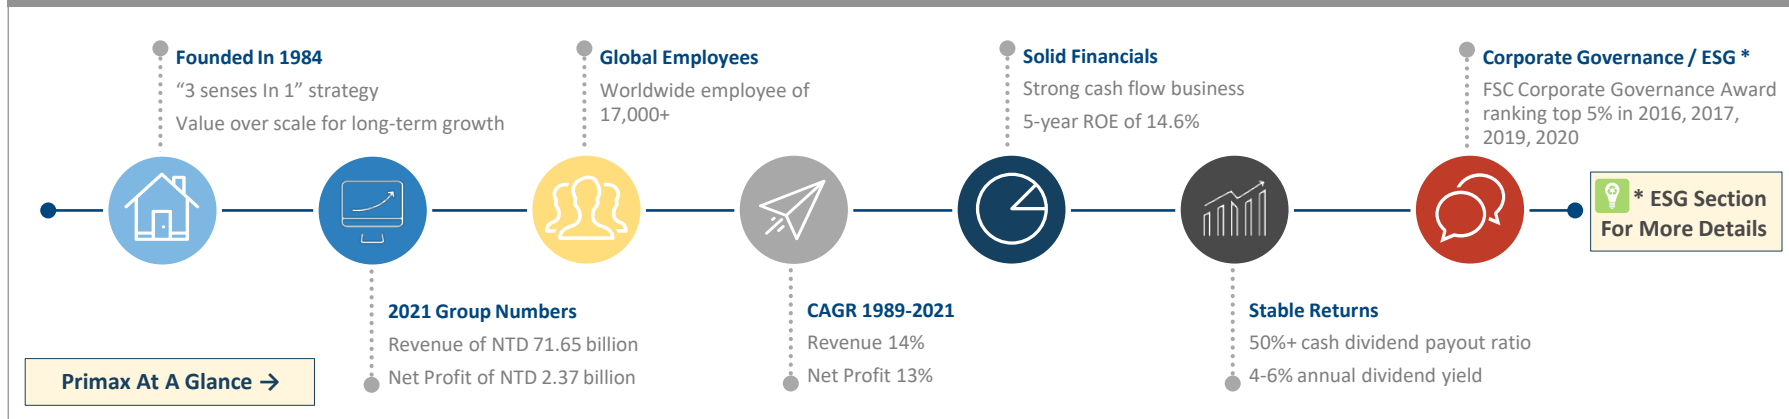 Founded In 1984
“3 senses In 1” strategy
Value over scale for long-term growth
Global Employees
Worldwide employee of
17,000+
Solid Financials
Strong cash flow business
5-year ROE of 14.6%
Corporate Governance / ESG *
FSC Corporate Governance Award
ranking top 5% in 2016, 2017,
2019, 2020
* ESG Section
For More Details
2021 Group Numbers
Revenue of NTD 71.65 billion
Net Profit of NTD 2.37 billion
CAGR 1989-2021
Revenue 14%
Net Profit 13%
Stable Returns
50%+ cash dividend payout ratio
4-6% annual dividend yield
Primax At A Glance →